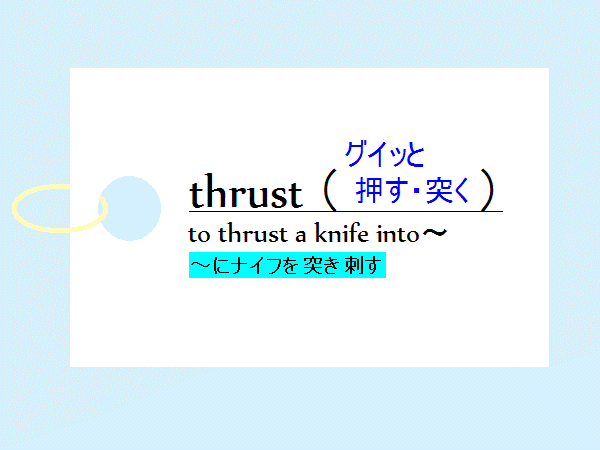 グイッと
thrust ( 押す・突く )
to thrust a knife into～
～にナイフを突き刺す